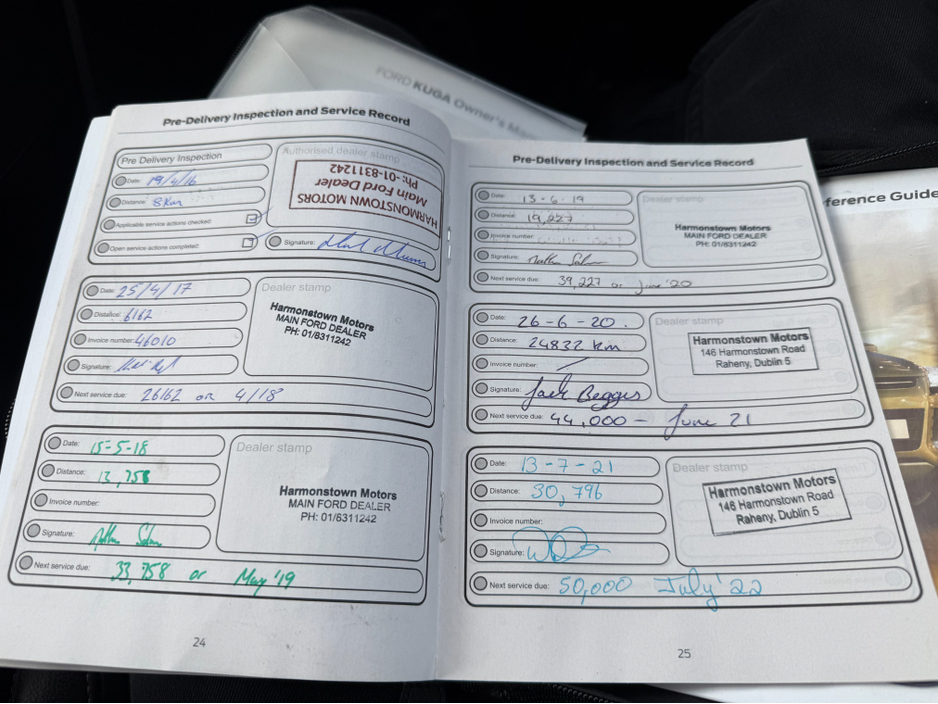 FORD KUGA Owner's
Pre-Delivery Inspection and Service Record
Pre Delivery Inspection
Date: 19/4/16
Distance: 8km
Applicable service actions checked:
Open service actions completed:
Authorised dealer stamp
HARMONSTOWN MOTORS
Main Ford Dealer
Ph:-01-8311242
Signature:
Date: 25/4/17
Distance: 6162
Invoice number: 46010
Signature:
Next service due: 26162 or 4/18
Dealer stamp
Harmonstown Motors
MAIN FORD DEALER
PH: 01/8311242
Date: 15-5-18
Distance: 13,758
Invoice number:
Signature:
Next service due: 33,758 or May '19
Dealer stamp
Harmonstown Motors
MAIN FORD DEALER
PH: 01/8311242
24
Pre-Delivery Inspection and Service Record
Date: 13-6-19
Distance: 19,227
Invoice number:
Signature:
Next service due: 39,227 or June '20
Dealer stamp
Harmonstown Motors
MAIN FORD DEALER
PH: 01/8311242
Date: 26-6-20.
Distance: 24832 km
Invoice number:
Signature: Jack Beggs
Next service due: 44,000 - June 21
Dealer stamp
Harmonstown Motors
146 Harmonstown Road
Raheny, Dublin 5
Date: 13-7-21
Distance: 30,796
Invoice number:
Signature:
Next service due: 50,000 July '22
Dealer stamp
Harmonstown Motors
146 Harmonstown Road
Raheny, Dublin 5
25
ference Guide